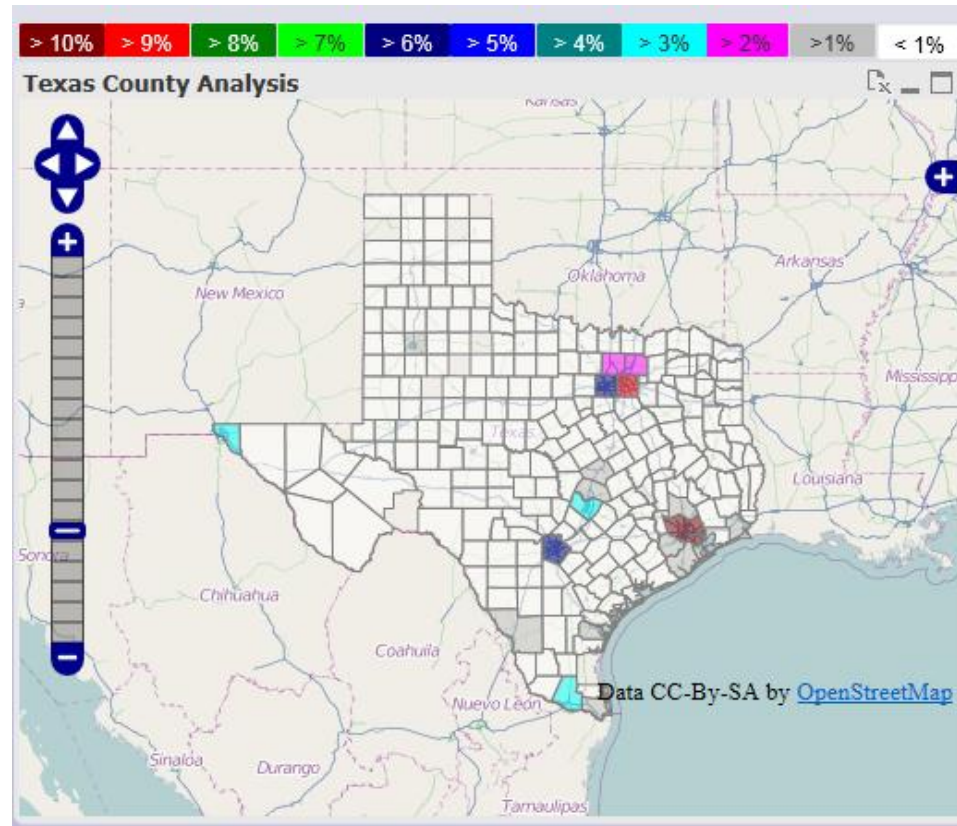 > 10% > 9% > 8% > 7% > 6% > 5% > 4% > 3% > 2% >1% < 1%
Texas County Analysis
Kansas
Oklahoma
Arkansas
New Mexico
Mississipp
Texas
Louisiana
Sonora
Chihuahua
Coahuila
Nuevo León
Data CC-By-SA by OpenStreetMap
Sinaloa
Durango
Tamaulipas